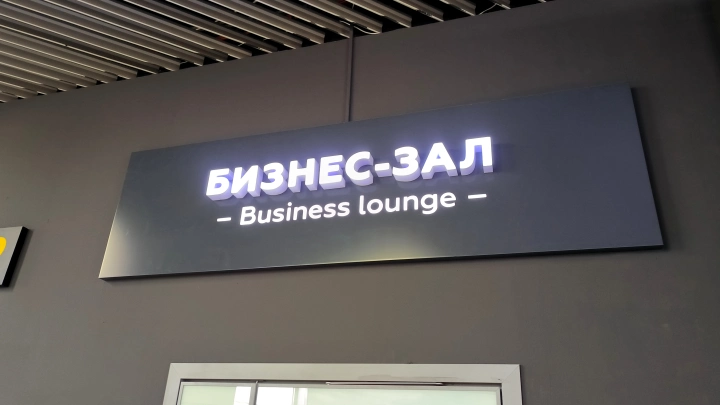 БИЗНЕС-ЗАЛ
– Business lounge –